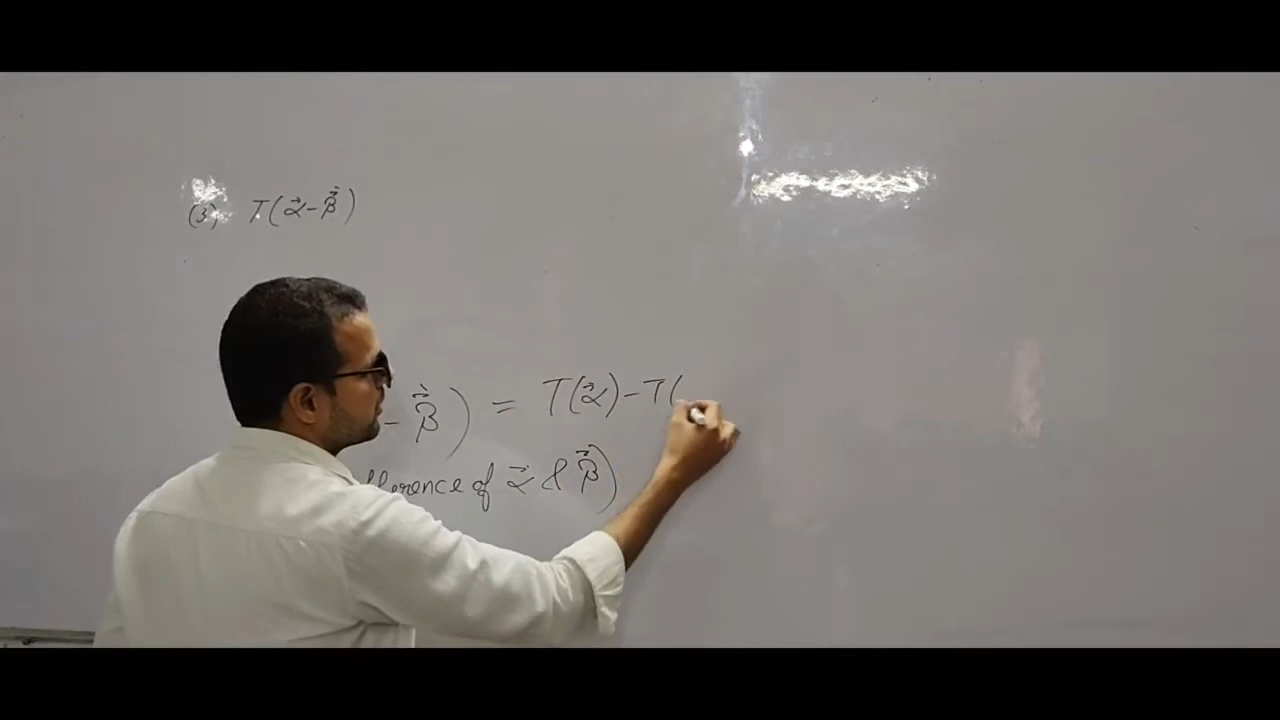 (3) T(α⃗-β⃗)
- β⃗) = T(α⃗)-T(
fference of α⃗ & β⃗)